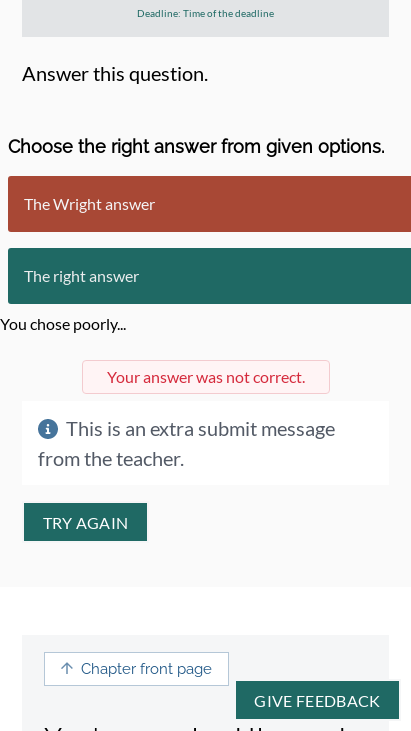 Deadline: Time of the deadline
Answer this question.
Choose the right answer from given options.
The Wright answer
The right answer
You chose poorly...
Your answer was not correct.
This is an extra submit message
from the teacher.
TRY AGAIN
Chapter front page
GIVE FEEDBACK